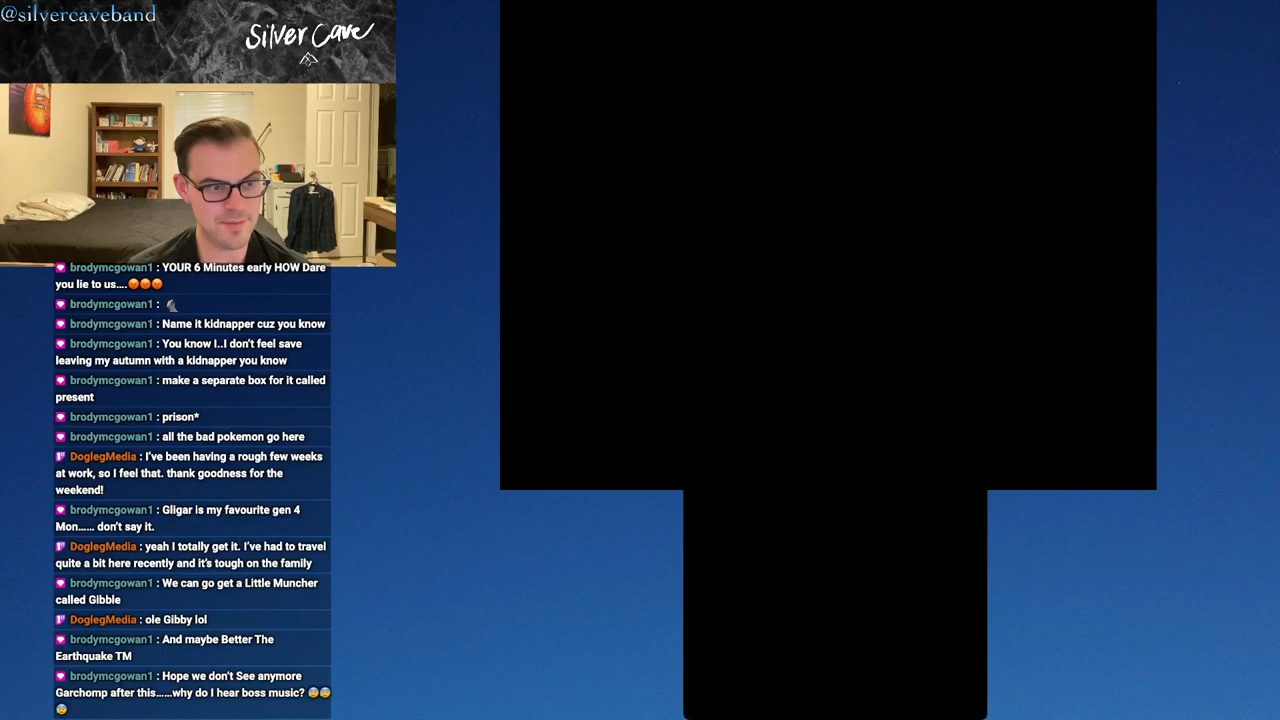 @silvercaveband
Silver Cave
brodymcgowan1 : YOUR 6 Minutes early HOW Dare
you lie to us....😡😡😡
brodymcgowan1 :
brodymcgowan1 : Name it kidnapper cuz you know
brodymcgowan1 : You know I..I don't feel save
leaving my autumn with a kidnapper you know
brodymcgowan1 : make a separate box for it called
present
brodymcgowan1 : prison*
brodymcgowan1 : all the bad pokemon go here
DoglegMedia : I've been having a rough few weeks
at work, so I feel that. thank goodness for the
weekend!
brodymcgowan1 : Gligar is my favourite gen 4
Mon...... don't say it.
DoglegMedia : yeah I totally get it. I've had to travel
quite a bit here recently and it's tough on the family
brodymcgowan1 : We can go get a Little Muncher
called Gibble
DoglegMedia : ole Gibby lol
brodymcgowan1 : And maybe Better The
Earthquake TM
brodymcgowan1 : Hope we don't See anymore
Garchomp after this......why do I hear boss music? 😰😰
😰